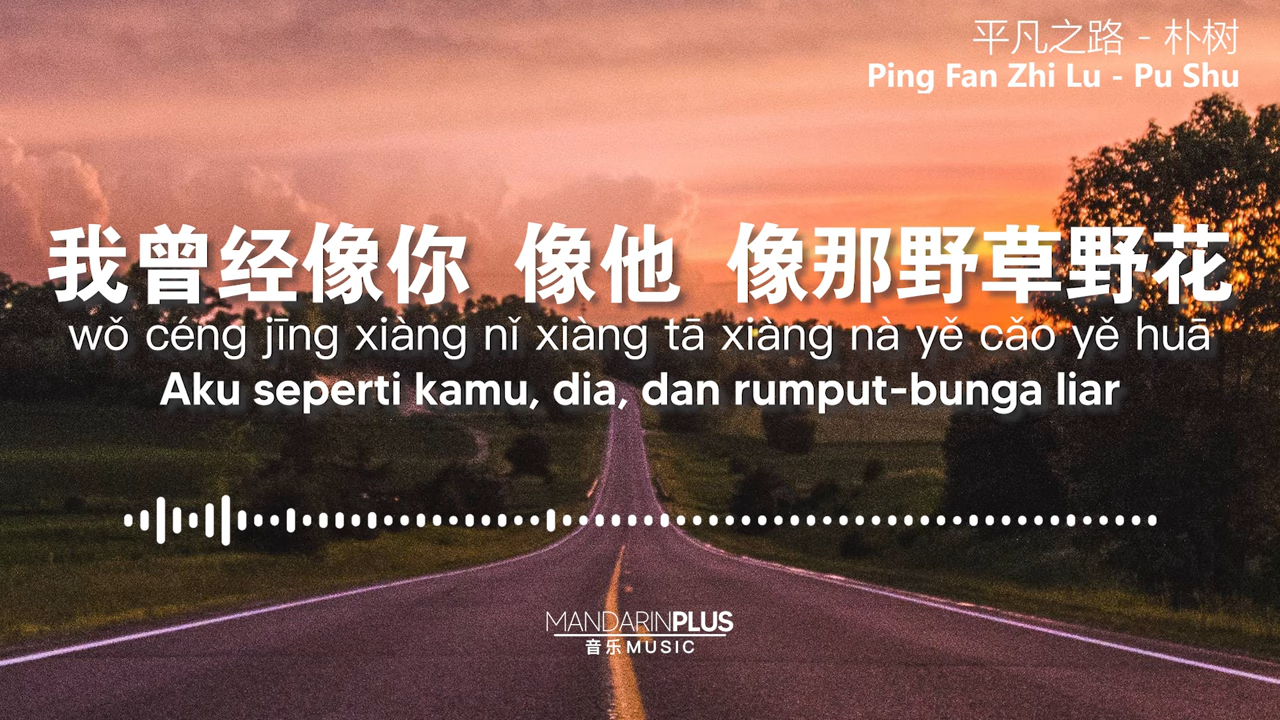 平凡之路 - 朴树
Ping Fan Zhi Lu - Pu Shu
我曾经像你 像他 像那野草野花
wǒ céng jīng xiàng nǐ xiàng tā xiàng nà yě cǎo yě huā
Aku seperti kamu, dia, dan rumput-bunga liar
MANDARINPLUS
音乐MUSIC